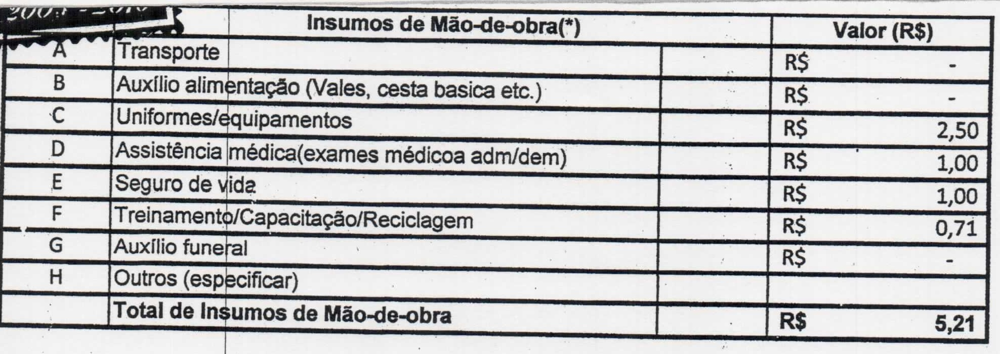 Insumos de Mão-de-obra(*) Valor (R$)
A Transporte R$ -
B Auxílio alimentação (Vales, cesta basica etc.) R$ -
C Uniformes/equipamentos R$ 2,50
D Assistência médica(exames médicoa adm/dem) R$ 1,00
E Seguro de vida R$ 1,00
F Treinamento/Capacitação/Reciclagem R$ 0,71
G Auxílio funeral R$ -
H Outros (especificar)
Total de Insumos de Mão-de-obra R$ 5,21